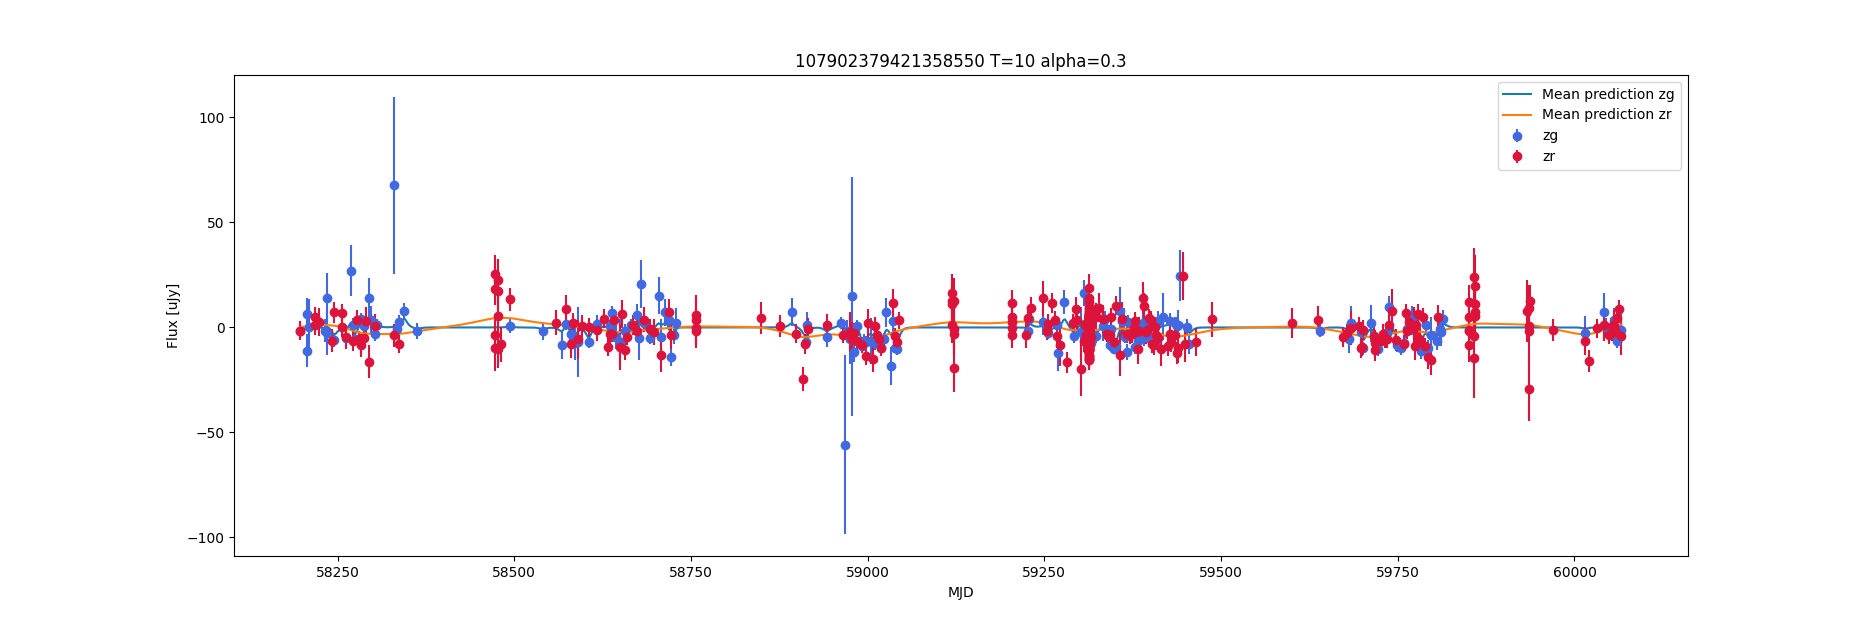 107902379421358550 T=10 alpha=0.3
Mean prediction zg
Mean prediction zr
zg
zr
Flux [uJy]
100
50
0
−50
−100
58250 58500 58750 59000 59250 59500 59750 60000
MJD